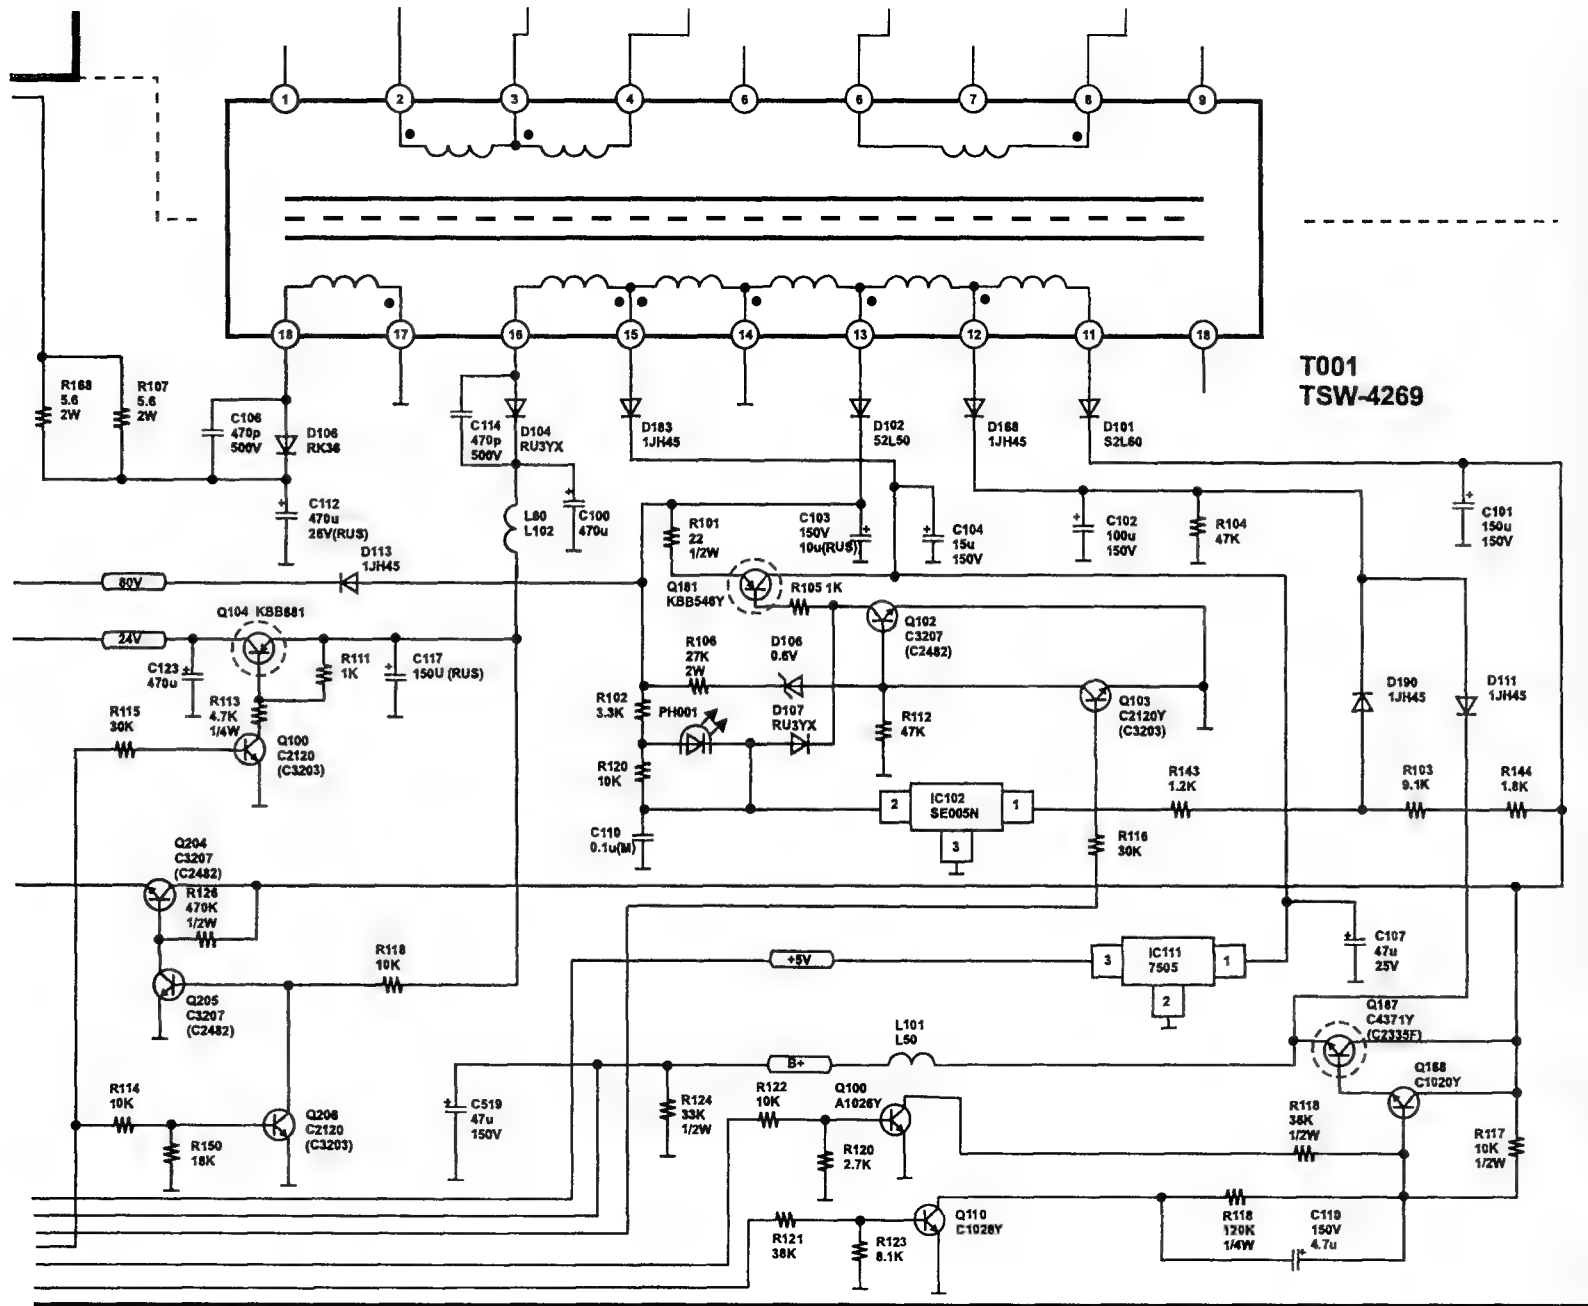 1 2 3 4 6 6 7 8 9
18 17 16 15 14 13 12 11 18
T001
TSW-4269
R168
5.6
2W
R107
5.6
2W
C106
470p
500V
D106
RK36
C114
470p
500V
D104
RU3YX
D183
1JH45
D102
52L50
D168
1JH45
D101
S2L60
C112
470u
26V(RUS)
L60
L102
C100
470u
R101
22
1/2W
C103
150V
10u(RUS)
C104
15u
150V
C102
100u
150V
R104
47K
C101
150u
150V
D113
1JH45
80V
Q181
KBB546Y
R105 1K
Q102
C3207
(C2482)
Q104 KBB881
24V
C123
470u
R111
1K
C117
150U (RUS)
R106
27K
2W
D106
0.6V
R115
30K
R113
4.7K
1/4W
Q100
C2120
(C3203)
R102
3.3K
PH001
D107
RU3YX
R112
47K
Q103
C2120Y
(C3203)
D190
1JH45
D111
1JH45
R120
10K
IC102
SE005N
2 1 3
R143
1.2K
R103
9.1K
R144
1.8K
C110
0.1u(M)
R116
30K
Q204
C3207
(C2482)
R126
470K
1/2W
R118
10K
Q205
C3207
(C2482)
+5V
IC111
7505
3 1 2
C107
47u
25V
Q187
C4371Y
(C2335F)
L101
L50
B+
Q188
C1020Y
R114
10K
R150
18K
Q206
C2120
(C3203)
C519
47u
150V
R124
33K
1/2W
R122
10K
Q100
A1026Y
R120
2.7K
R118
36K
1/2W
R117
10K
1/2W
R121
38K
R123
8.1K
Q110
C1028Y
R118
120K
1/4W
C110
150V
4.7u